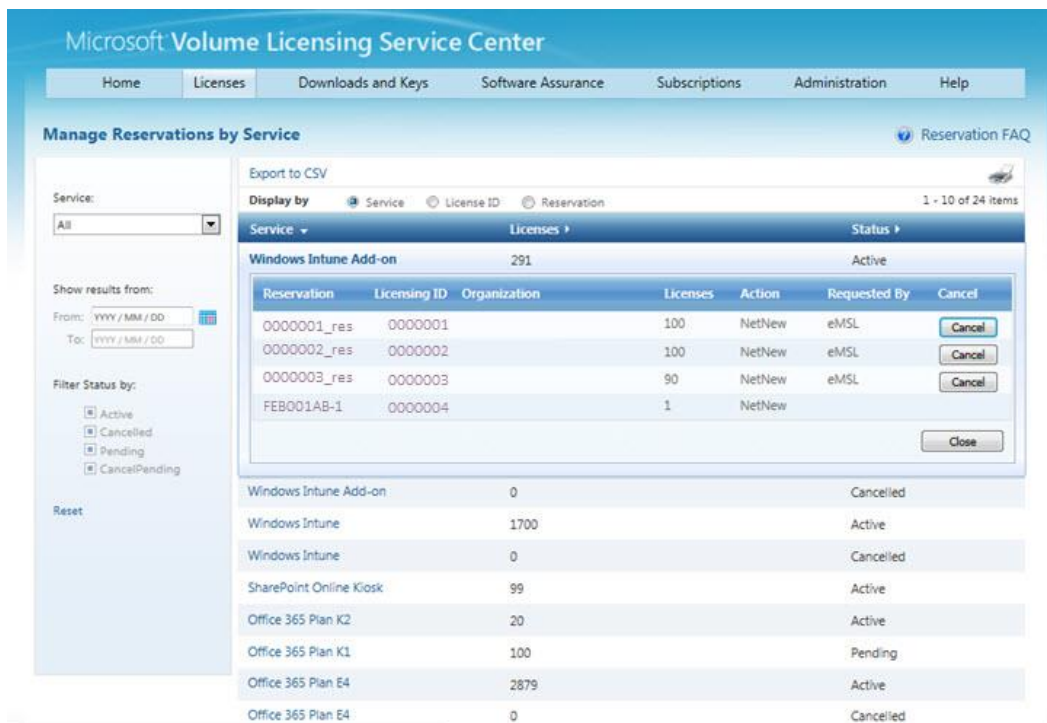 Microsoft Volume Licensing Service Center
Home Licenses Downloads and Keys Software Assurance Subscriptions Administration Help
Manage Reservations by Service
Reservation FAQ
Service:
All
Show results from:
From: YYYY / MM / DD
To: YYYY / MM / DD
Filter Status by:
Active
Cancelled
Pending
CancelPending
Reset
Export to CSV
Display by Service License ID Reservation 1 - 10 of 24 items
Service Licenses Status
Windows Intune Add-on 291 Active
Reservation Licensing ID Organization Licenses Action Requested By Cancel
0000001_res 0000001 100 NetNew eMSL Cancel
0000002_res 0000002 100 NetNew eMSL Cancel
0000003_res 0000003 90 NetNew eMSL Cancel
FEB001AB-1 0000004 1 NetNew
Close
Windows Intune Add-on 0 Cancelled
Windows Intune 1700 Active
Windows Intune 0 Cancelled
SharePoint Online Kiosk 99 Active
Office 365 Plan K2 20 Active
Office 365 Plan K1 100 Pending
Office 365 Plan E4 2879 Active
Office 365 Plan E4 0 Cancelled